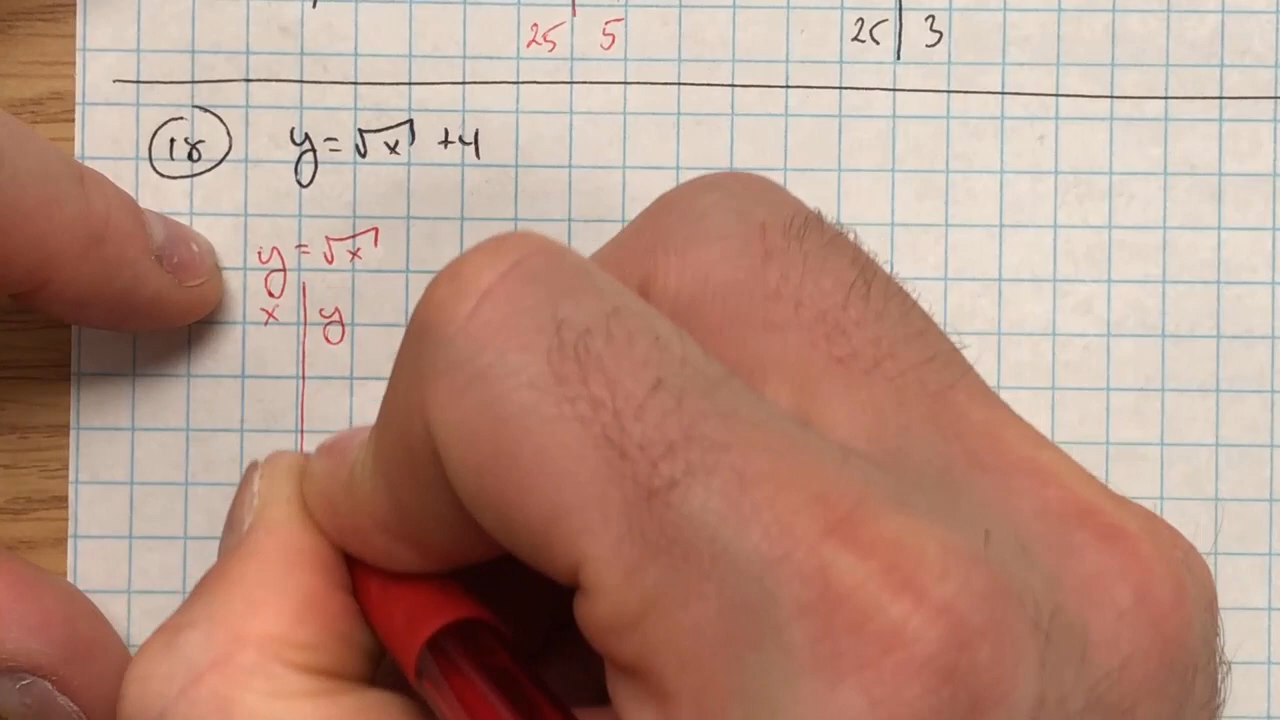 25 | 5 25 | 3
18 y = √x + 4
y = √x
x | y